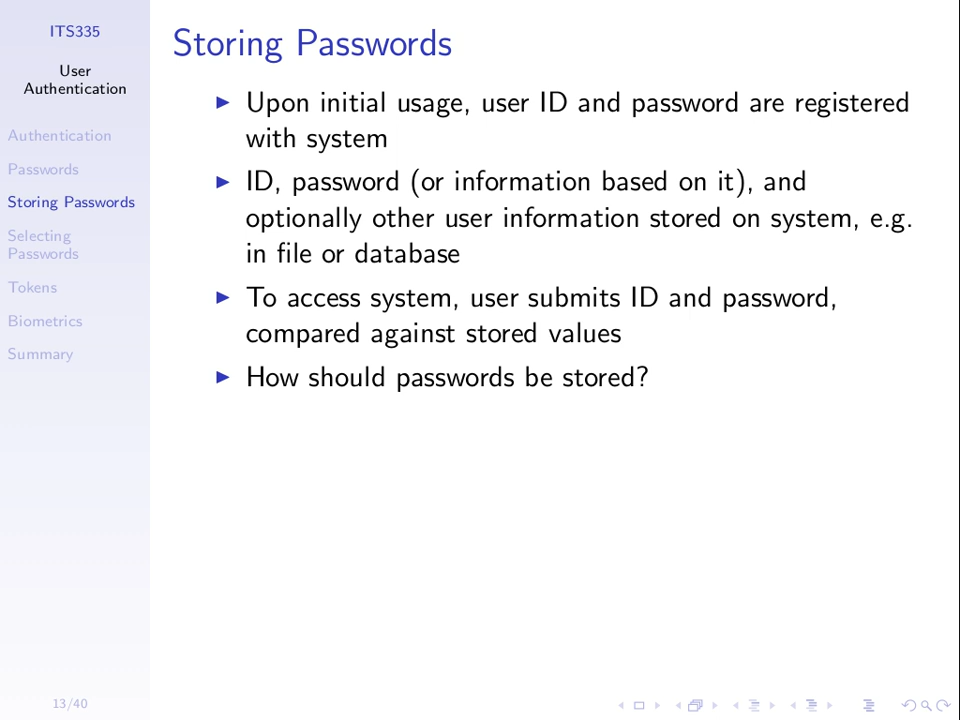 ITS335
User
Authentication
Authentication
Passwords
Storing Passwords
Selecting
Passwords
Tokens
Biometrics
Summary
13/40
Storing Passwords
Upon initial usage, user ID and password are registered
with system
ID, password (or information based on it), and
optionally other user information stored on system, e.g.
in file or database
To access system, user submits ID and password,
compared against stored values
How should passwords be stored?